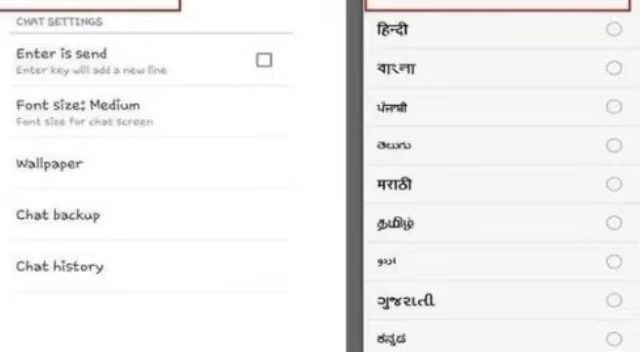 CHAT SETTINGS
Enter is send
Enter key will add a new line
Font size: Medium
Font size for chat screen
Wallpaper
Chat backup
Chat history
हिन्दी
বাংলা
ਪੰਜਾਬੀ
తెలుగు
मराठी
தமிழ்
اردو
ગુજરાતી
ಕನ್ನಡ